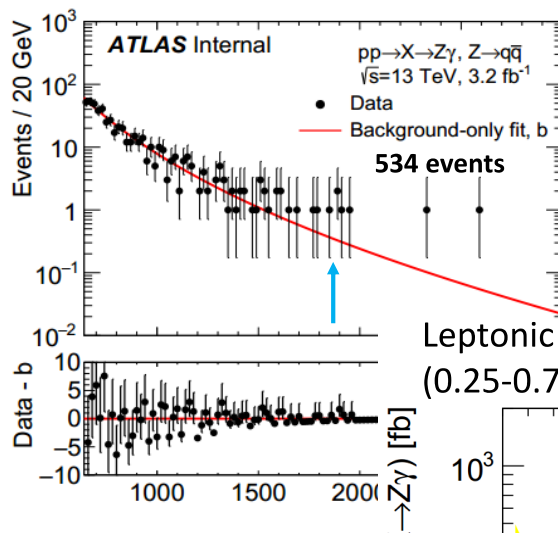 10³
ATLAS Internal
pp→X→Zγ, Z→qq̄
√s=13 TeV, 3.2 fb⁻¹
Data
Background-only fit, b
534 events
Events / 20 GeV
10²
10
1
10⁻¹
10⁻²
Leptonic
(0.25-0.7
Data - b
10
5
0
−5
−10
1000
1500
2000
→Zγ) [fb]
10³